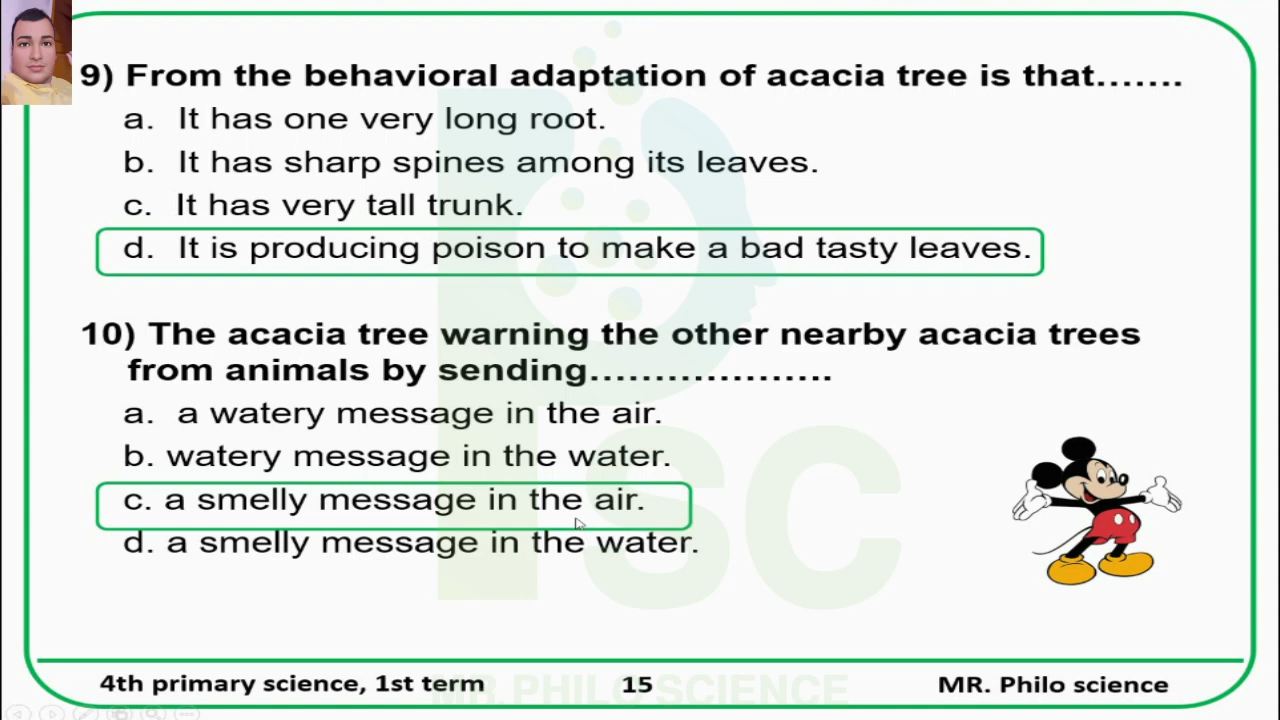 9) From the behavioral adaptation of acacia tree is that.......
a. It has one very long root.
b. It has sharp spines among its leaves.
c. It has very tall trunk.
d. It is producing poison to make a bad tasty leaves.
10) The acacia tree warning the other nearby acacia trees
from animals by sending...................
a. a watery message in the air.
b. watery message in the water.
c. a smelly message in the air.
d. a smelly message in the water.
PSC
MR. PHILO SCIENCE
4th primary science, 1st term
15
MR. Philo science